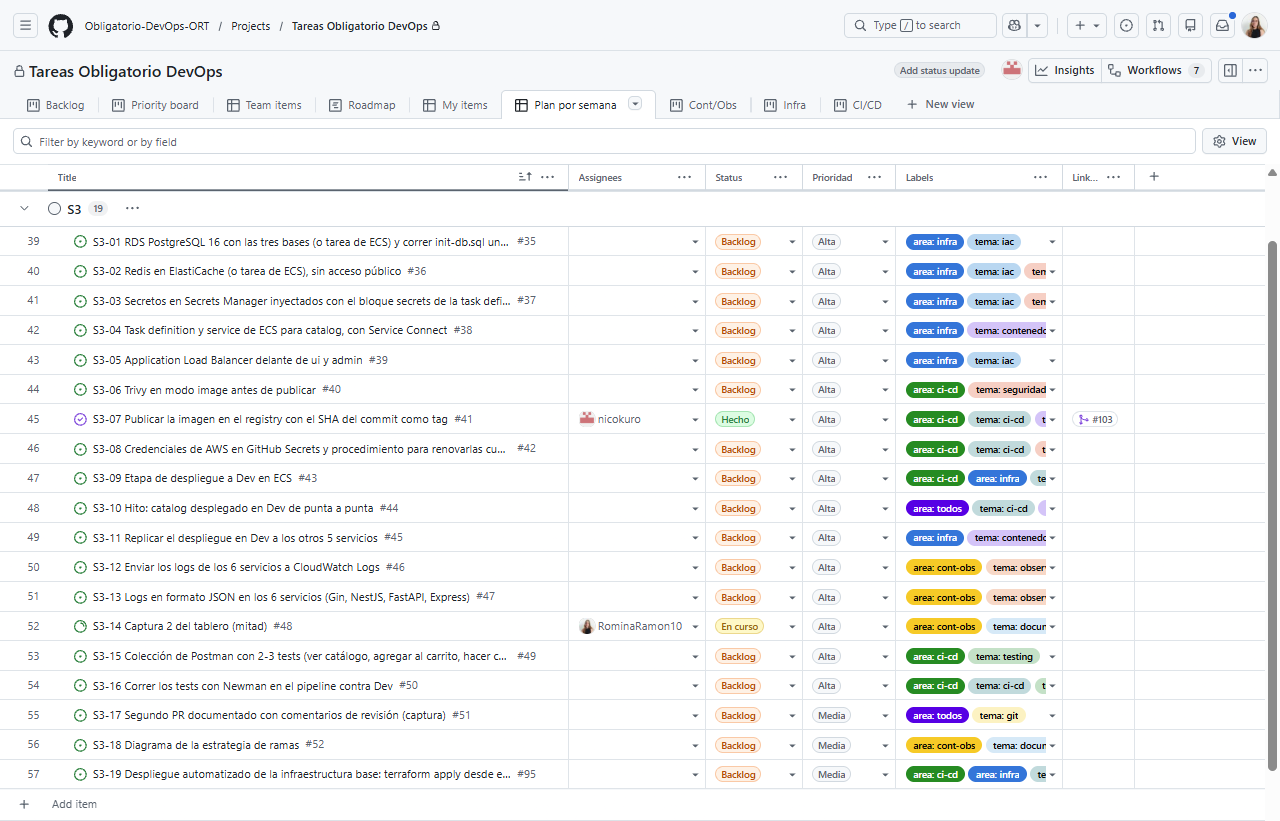 Obligatorio-DevOps-ORT / Projects / Tareas Obligatorio DevOps Type / to search
Tareas Obligatorio DevOps Add status update Insights Workflows 7
Backlog Priority board Team items Roadmap My items Plan por semana Cont/Obs Infra CI/CD New view
Filter by keyword or by field View
Title Assignees Status Prioridad Labels Link...
S3 19
39 S3-01 RDS PostgreSQL 16 con las tres bases (o tarea de ECS) y correr init-db.sql un... #35 Backlog Alta area: infra tema: iac
40 S3-02 Redis en ElastiCache (o tarea de ECS), sin acceso público #36 Backlog Alta area: infra tema: iac tem
41 S3-03 Secretos en Secrets Manager inyectados con el bloque secrets de la task defi... #37 Backlog Alta area: infra tema: iac tem
42 S3-04 Task definition y service de ECS para catalog, con Service Connect #38 Backlog Alta area: infra tema: contenedo
43 S3-05 Application Load Balancer delante de ui y admin #39 Backlog Alta area: infra tema: iac
44 S3-06 Trivy en modo image antes de publicar #40 Backlog Alta area: ci-cd tema: seguridad
45 S3-07 Publicar la imagen en el registry con el SHA del commit como tag #41 nicokuro Hecho Alta area: ci-cd tema: ci-cd t #103
46 S3-08 Credenciales de AWS en GitHub Secrets y procedimiento para renovarlas cu... #42 Backlog Alta area: ci-cd tema: ci-cd t
47 S3-09 Etapa de despliegue a Dev en ECS #43 Backlog Alta area: ci-cd area: infra te
48 S3-10 Hito: catalog desplegado en Dev de punta a punta #44 Backlog Alta area: todos tema: ci-cd
49 S3-11 Replicar el despliegue en Dev a los otros 5 servicios #45 Backlog Alta area: infra tema: contenedo
50 S3-12 Enviar los logs de los 6 servicios a CloudWatch Logs #46 Backlog Alta area: cont-obs tema: obser
51 S3-13 Logs en formato JSON en los 6 servicios (Gin, NestJS, FastAPI, Express) #47 Backlog Alta area: cont-obs tema: obser
52 S3-14 Captura 2 del tablero (mitad) #48 RominaRamon10 En curso Alta area: cont-obs tema: docum
53 S3-15 Colección de Postman con 2-3 tests (ver catálogo, agregar al carrito, hacer c... #49 Backlog Alta area: ci-cd tema: testing
54 S3-16 Correr los tests con Newman en el pipeline contra Dev #50 Backlog Alta area: ci-cd tema: ci-cd t
55 S3-17 Segundo PR documentado con comentarios de revisión (captura) #51 Backlog Media area: todos tema: git
56 S3-18 Diagrama de la estrategia de ramas #52 Backlog Media area: cont-obs tema: docum
57 S3-19 Despliegue automatizado de la infraestructura base: terraform apply desde e... #95 Backlog Media area: ci-cd area: infra te
Add item